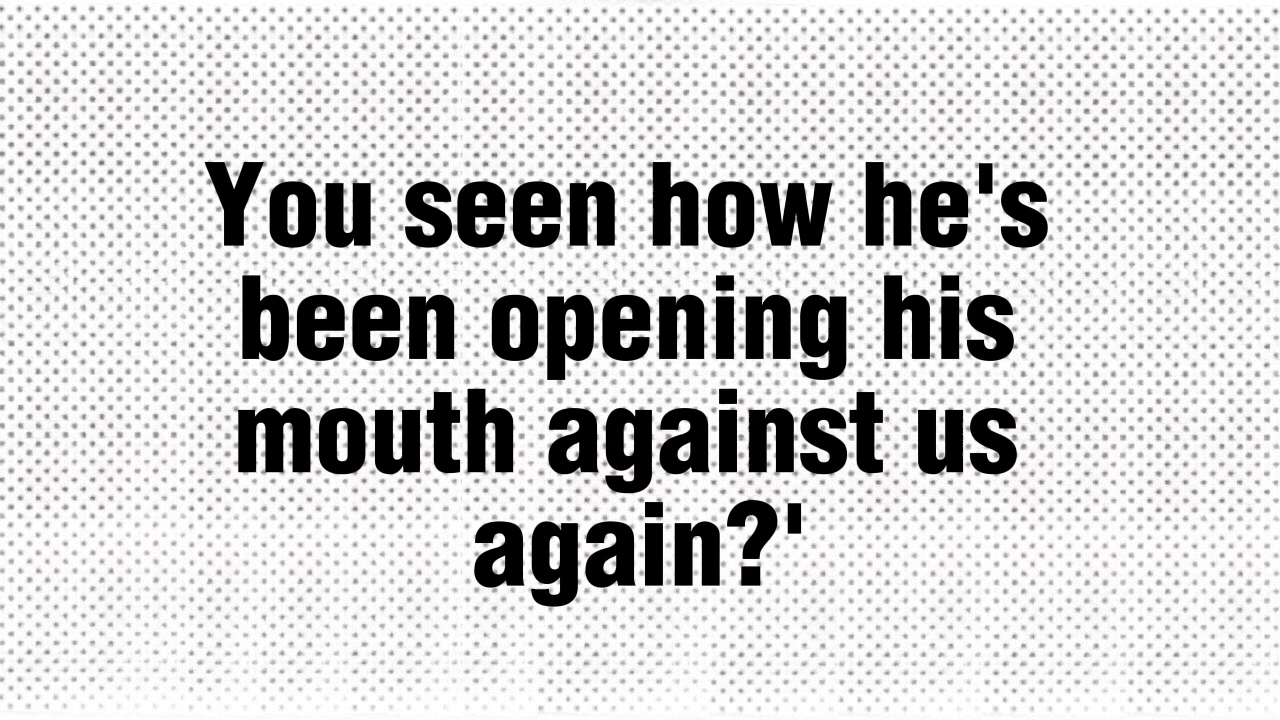 You seen how he's
been opening his
mouth against us
again?'